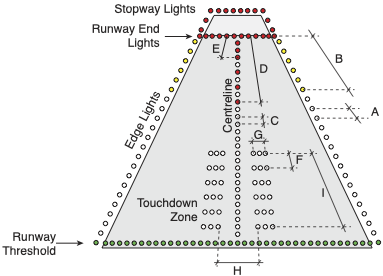 Stopway Lights
Runway End
Lights
E
B
D
Centreline
A
Edge Lights
C
G
F
I
Touchdown
Zone
Runway
Threshold
H